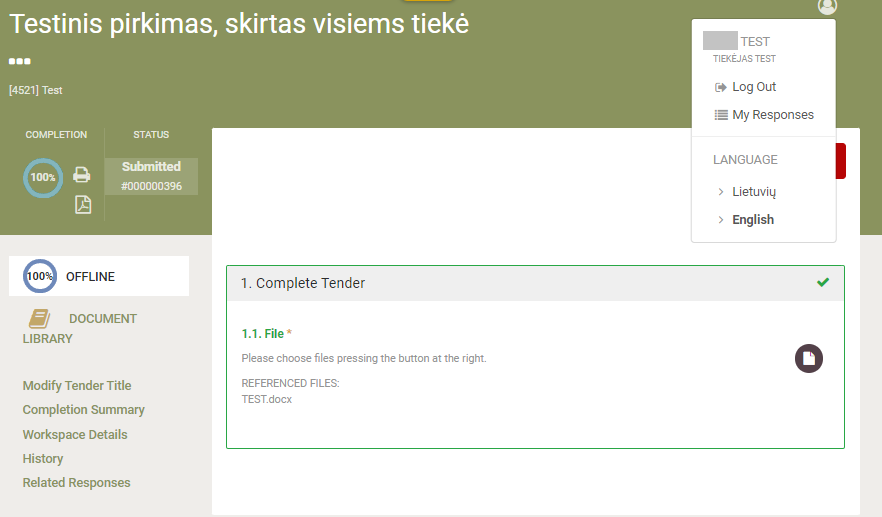 Testinis pirkimas, skirtas visiems tiekė
[4521] Test
COMPLETION
STATUS
100%
Submitted
#000000396
TEST
TIEKĖJAS TEST
Log Out
My Responses
LANGUAGE
Lietuvių
English
100%
OFFLINE
DOCUMENT
LIBRARY
Modify Tender Title
Completion Summary
Workspace Details
History
Related Responses
1. Complete Tender
1.1. File *
Please choose files pressing the button at the right.
REFERENCED FILES:
TEST.docx